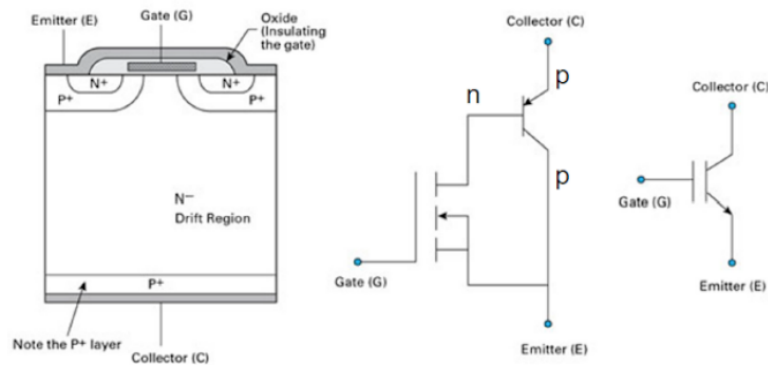 Emitter (E)
Gate (G)
Oxide
(Insulating
the gate)
N+
N+
P+
P+
N−
Drift Region
P+
Note the P+ layer
Collector (C)
Collector (C)
p
n
p
Gate (G)
Emitter (E)
Collector (C)
Gate (G)
Emitter (E)